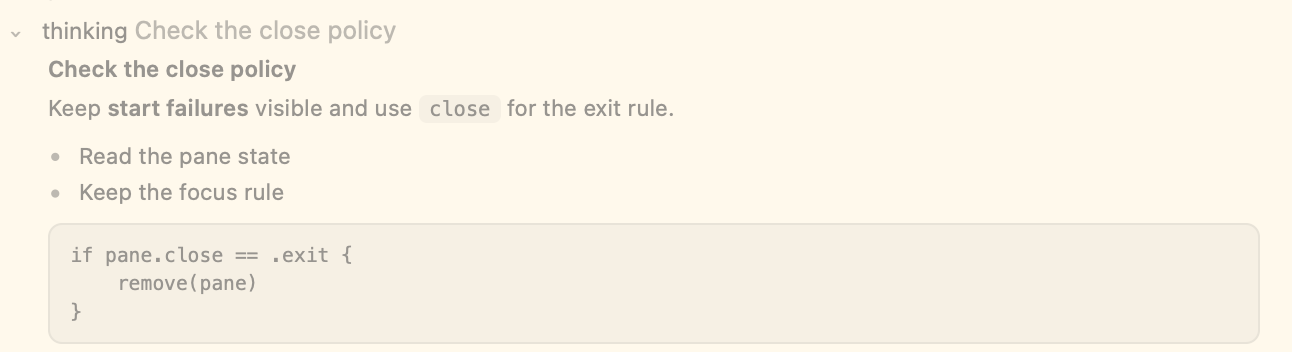 thinking Check the close policy
Check the close policy
Keep start failures visible and use close for the exit rule.
• Read the pane state
• Keep the focus rule
if pane.close == .exit {
    remove(pane)
}